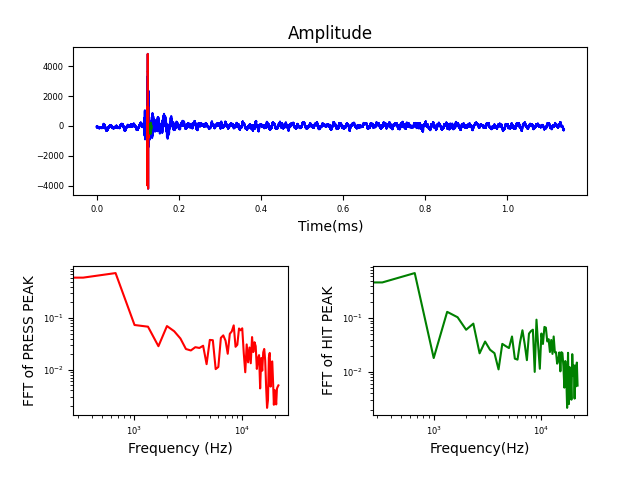 Amplitude
4000
2000
0
−2000
−4000
0.0 0.2 0.4 0.6 0.8 1.0
Time(ms)
FFT of PRESS PEAK
10⁻¹
10⁻²
10³ 10⁴
Frequency (Hz)
FFT of HIT PEAK
10⁻¹
10⁻²
10³ 10⁴
Frequency(Hz)